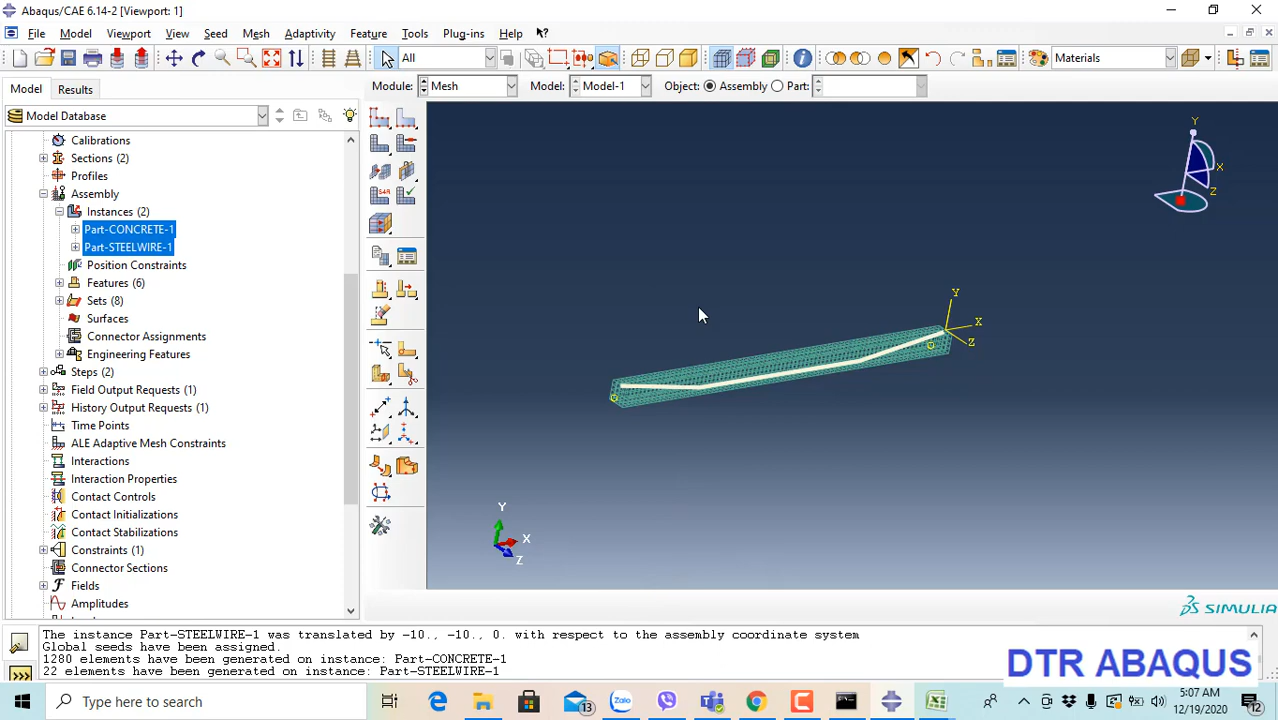 Abaqus/CAE 6.14-2 [Viewport: 1]
File Model Viewport View Seed Mesh Adaptivity Feature Tools Plug-ins Help
All
Materials
Model Results
Module: Mesh Model: Model-1 Object: Assembly Part:
Model Database
Calibrations
Sections (2)
Profiles
Assembly
Instances (2)
Part-CONCRETE-1
Part-STEELWIRE-1
Position Constraints
Features (6)
Sets (8)
Surfaces
Connector Assignments
Engineering Features
Steps (2)
Field Output Requests (1)
History Output Requests (1)
Time Points
ALE Adaptive Mesh Constraints
Interactions
Interaction Properties
Contact Controls
Contact Initializations
Contact Stabilizations
Constraints (1)
Connector Sections
Fields
Amplitudes
S4R
Y
X
Z
Y
X
Z
Y
X
Z
SIMULIA
The instance Part-STEELWIRE-1 was translated by -10., -10., 0. with respect to the assembly coordinate system
Global seeds have been assigned.
1280 elements have been generated on instance: Part-CONCRETE-1
22 elements have been generated on instance: Part-STEELWIRE-1
DTR ABAQUS
Type here to search
13
Zalo
5:07 AM
12/19/2020
12